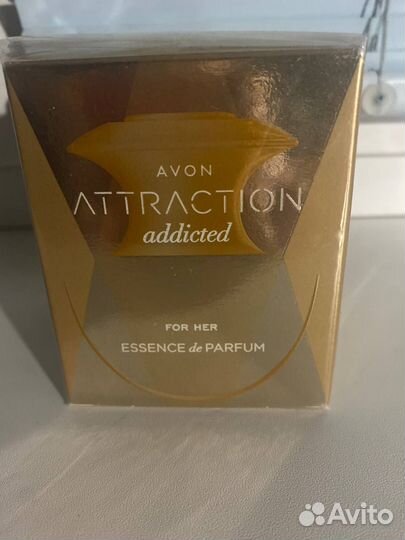 AVON
ATTRACTION
addicted
FOR HER
ESSENCE de PARFUM
Avito